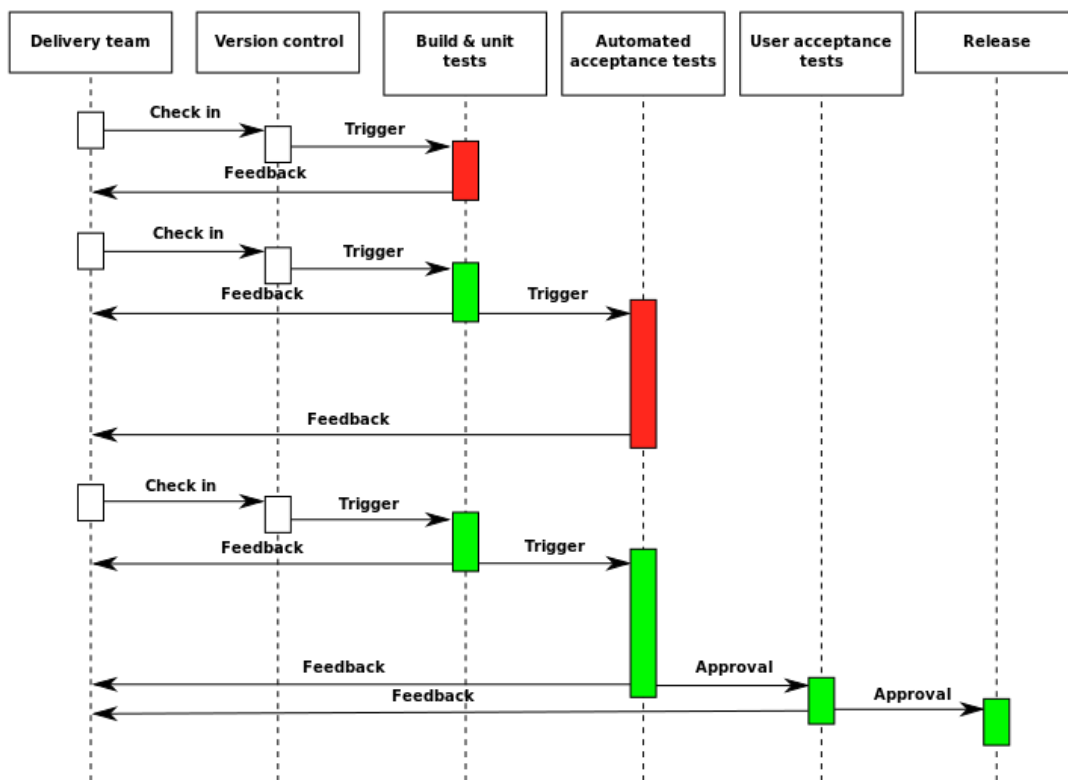 Delivery team
Version control
Build & unit
tests
Automated
acceptance tests
User acceptance
tests
Release
Check in
Trigger
Feedback
Check in
Trigger
Feedback
Trigger
Feedback
Check in
Trigger
Feedback
Trigger
Feedback
Approval
Feedback
Approval